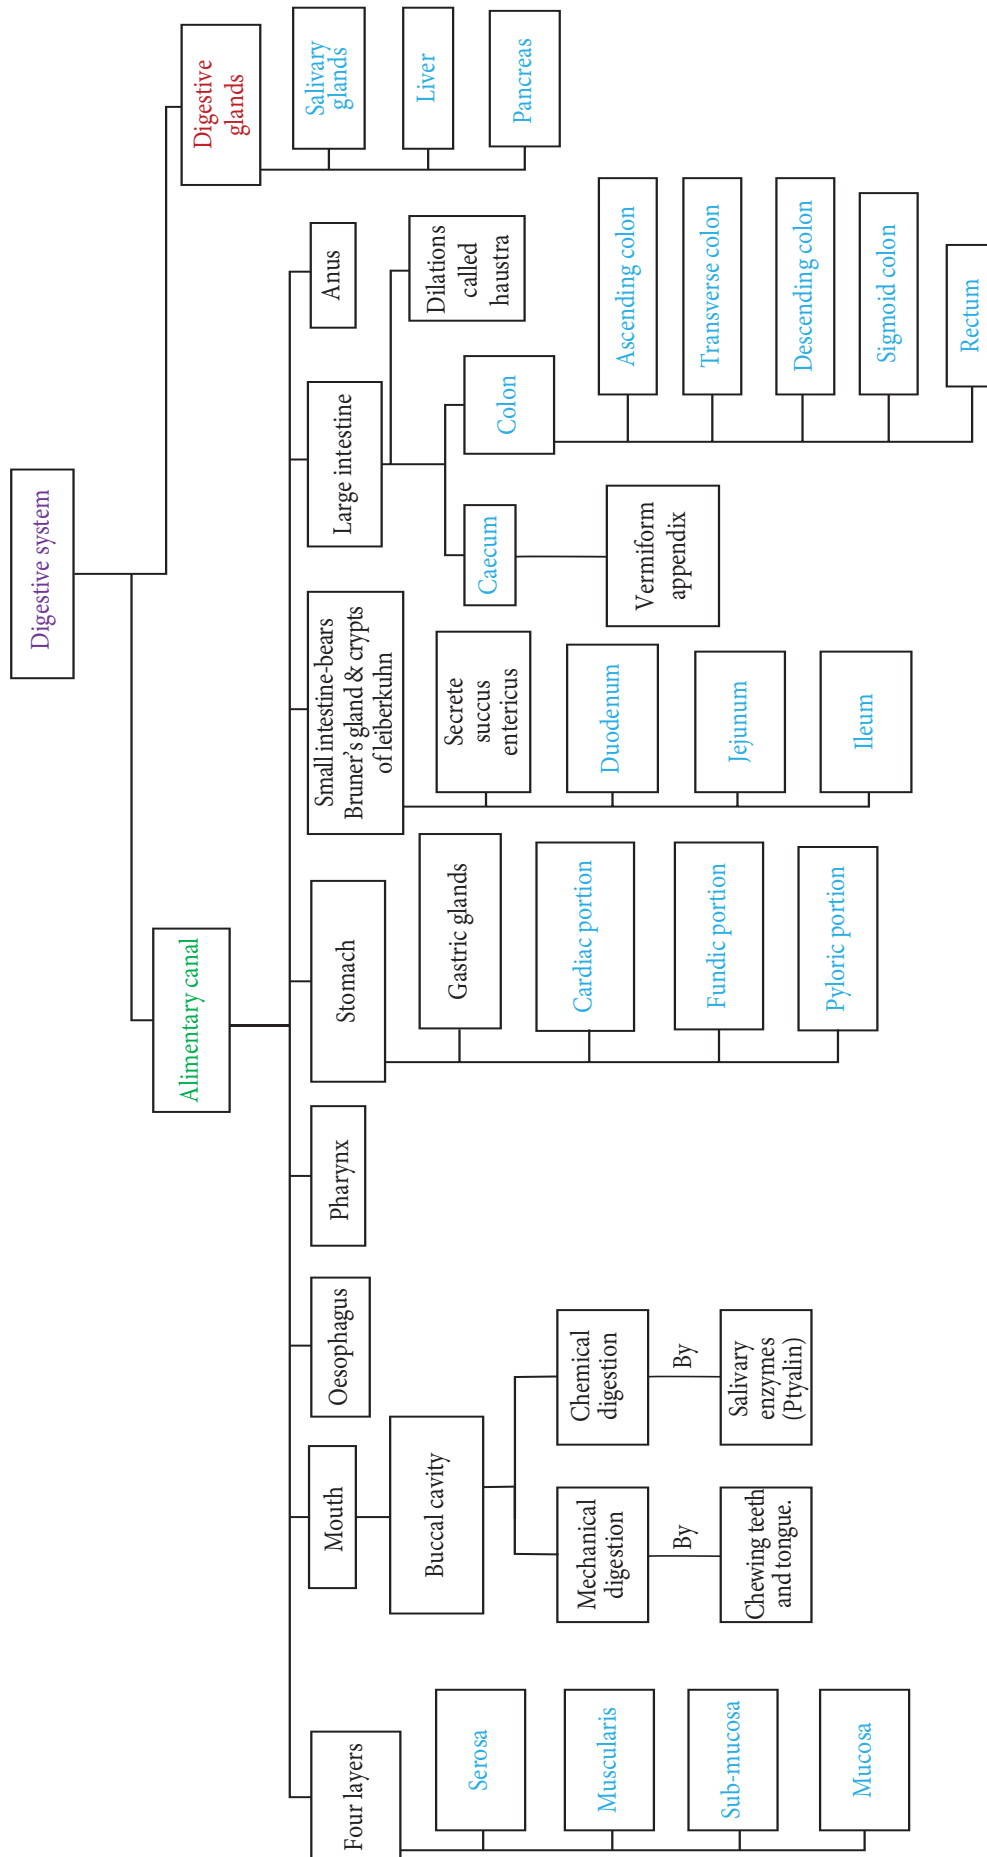 Digestive system
Alimentary canal
Digestive
glands
Four layers
Serosa
Muscularis
Sub-mucosa
Mucosa
Mouth
Buccal cavity
Mechanical
digestion
By
Chewing teeth
and tongue.
Chemical
digestion
By
Salivary
enzymes
(Ptyalin)
Oesophagus
Pharynx
Stomach
Gastric glands
Cardiac portion
Fundic portion
Pyloric portion
Small intestine-bears
Bruner's gland & crypts
of leiberkuhn
Secrete
succus
entericus
Duodenum
Jejunum
Ileum
Large intestine
Dilations
called
haustra
Caecum
Vermiform
appendix
Colon
Ascending colon
Transverse colon
Descending colon
Sigmoid colon
Rectum
Anus
Salivary
glands
Liver
Pancreas